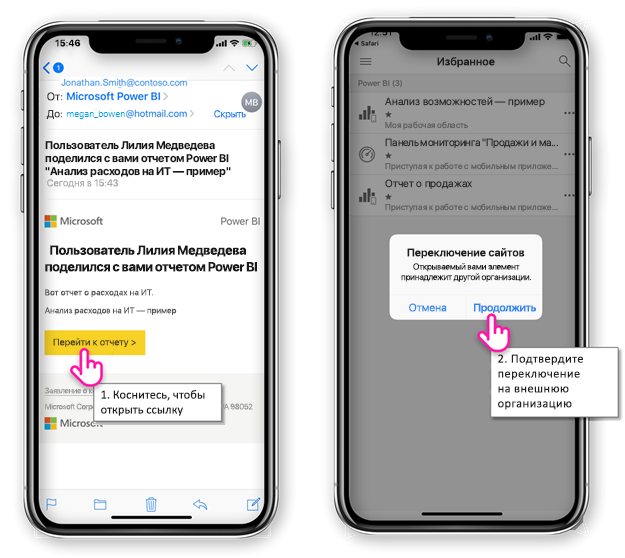 15:46
1
Jonathan.Smith@contoso.com
От: Microsoft Power BI
MB
До: megan_bowen@hotmail.com
Скрыть
Пользователь Лилия Медведева
поделился с вами отчетом Power BI
"Анализ расходов на ИТ — пример"
Сегодня в 15:43
Microsoft
Power BI
Пользователь Лилия Медведева
поделился с вами отчетом Power BI
Вот отчет о расходах на ИТ.
Анализ расходов на ИТ — пример
Перейти к отчету >
1. Коснитесь, чтобы
открыть ссылку
Заявление о
Microsoft Corp
98052
Microsoft
Safari
Избранное
Power BI (3)
Анализ возможностей — пример
Моя рабочая область
Панель мониторинга "Продажи и ма...
Приступая к работе с мобильным приложе...
Отчет о продажах
Приступая к работе с мобильным приложе...
Переключение сайтов
Открываемый вами элемент
принадлежит другой организации.
Отмена
Продолжить
2. Подтвердите
переключение
на внешнюю
организацию